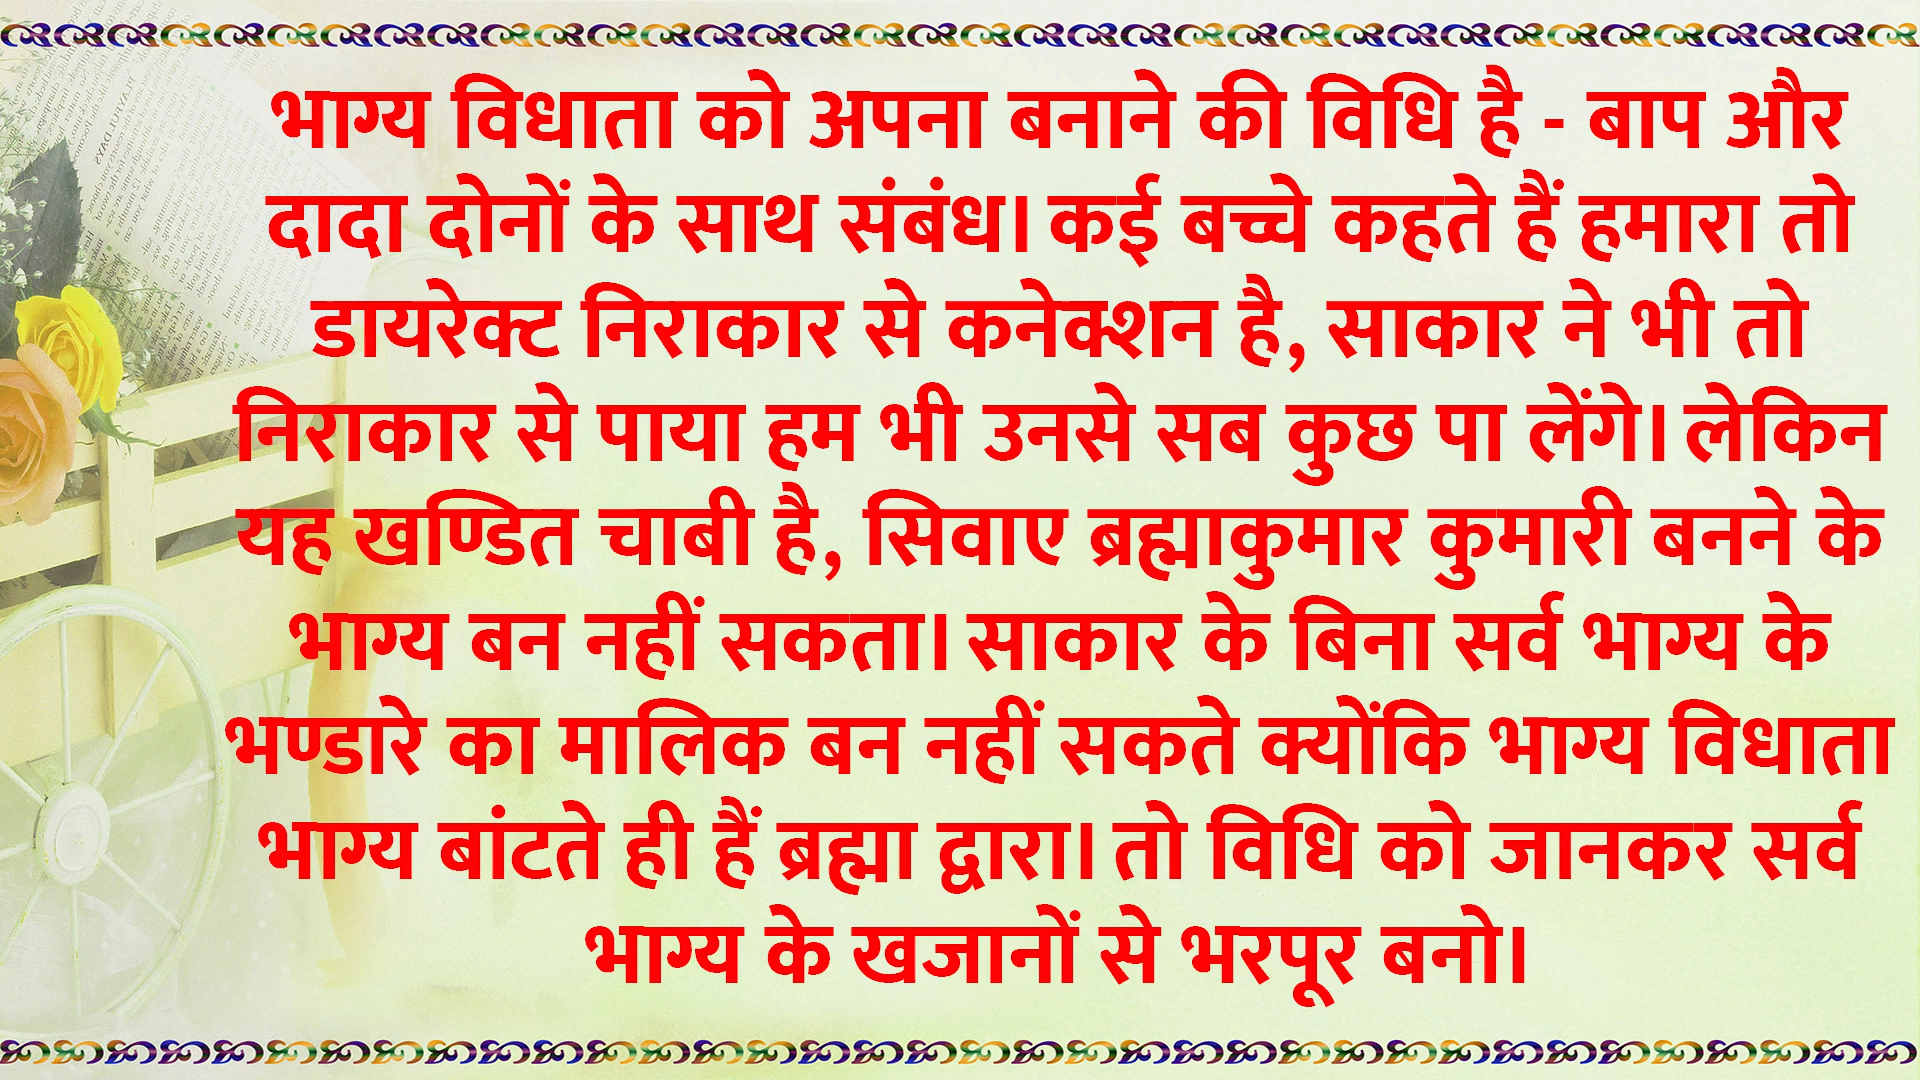 भाग्य विधाता को अपना बनाने की विधि है - बाप और
दादा दोनों के साथ संबंध। कई बच्चे कहते हैं हमारा तो
डायरेक्ट निराकार से कनेक्शन है, साकार ने भी तो
निराकार से पाया हम भी उनसे सब कुछ पा लेंगे। लेकिन
यह खण्डित चाबी है, सिवाए ब्रह्माकुमार कुमारी बनने के
भाग्य बन नहीं सकता। साकार के बिना सर्व भाग्य के
भण्डारे का मालिक बन नहीं सकते क्योंकि भाग्य विधाता
भाग्य बांटते ही हैं ब्रह्मा द्वारा। तो विधि को जानकर सर्व
भाग्य के खजानों से भरपूर बनो।